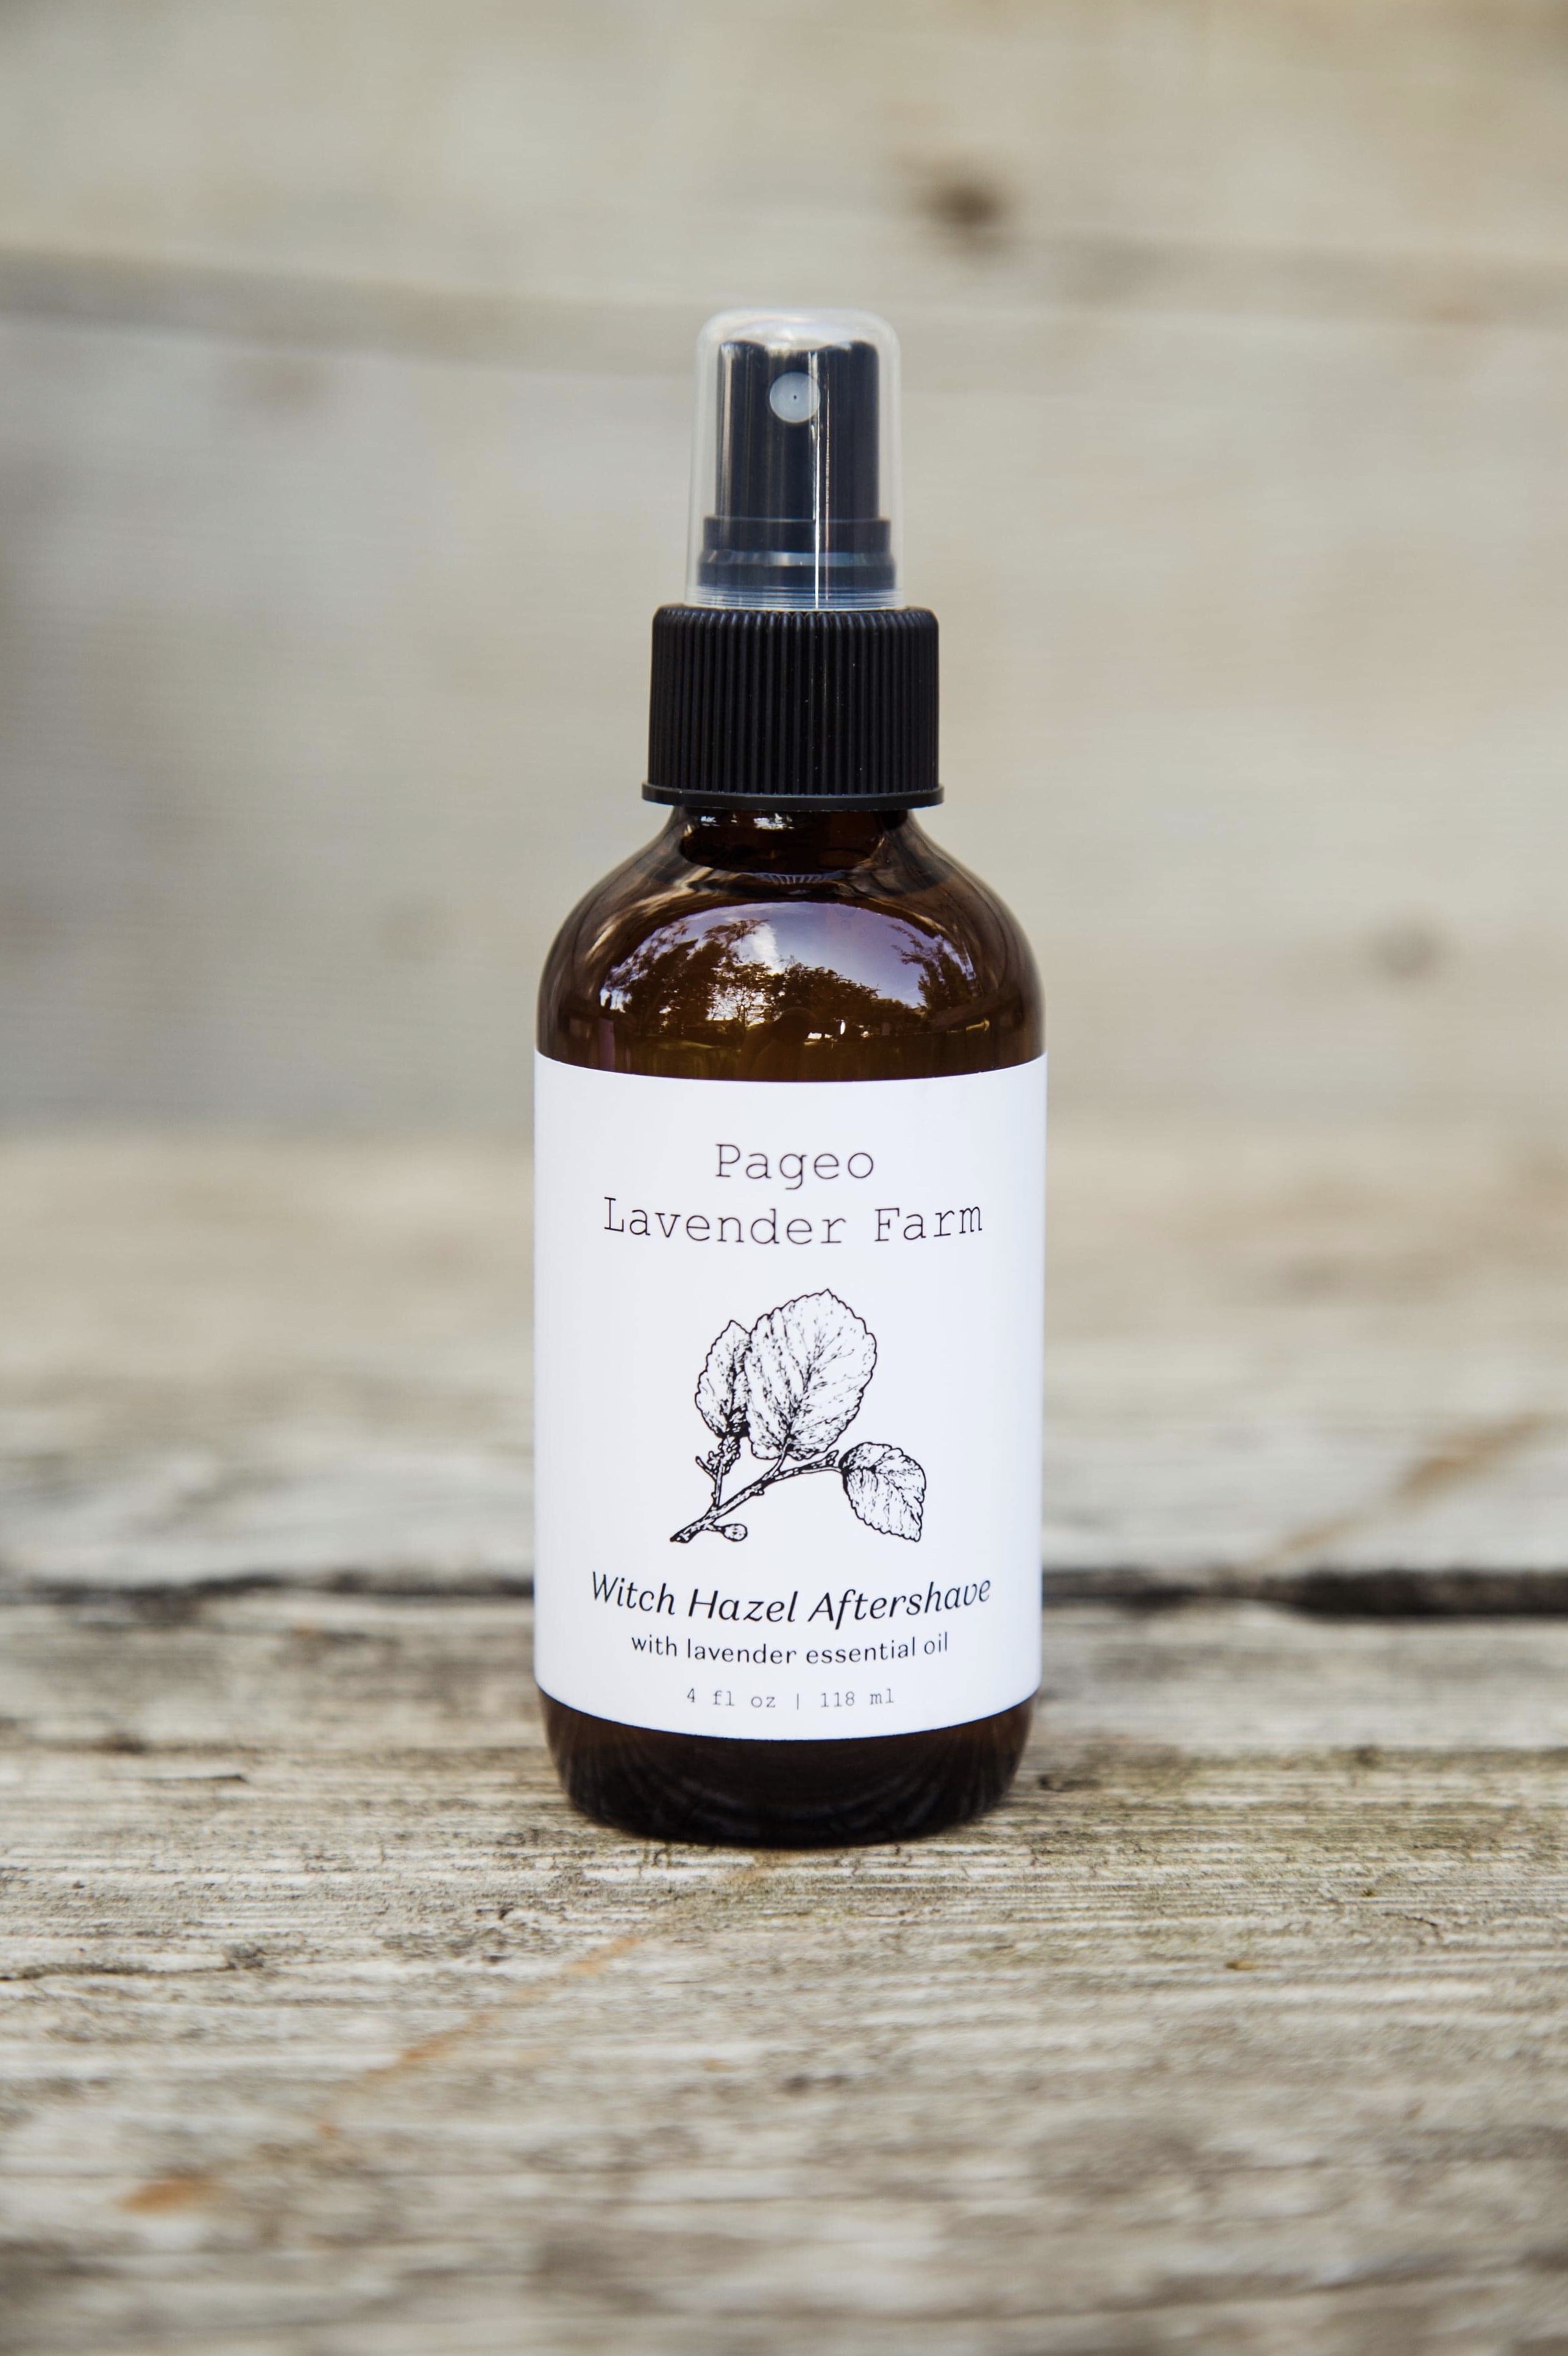 Pageo
Lavender Farm
Witch Hazel Aftershave
with lavender essential oil
4 fl oz | 118 ml